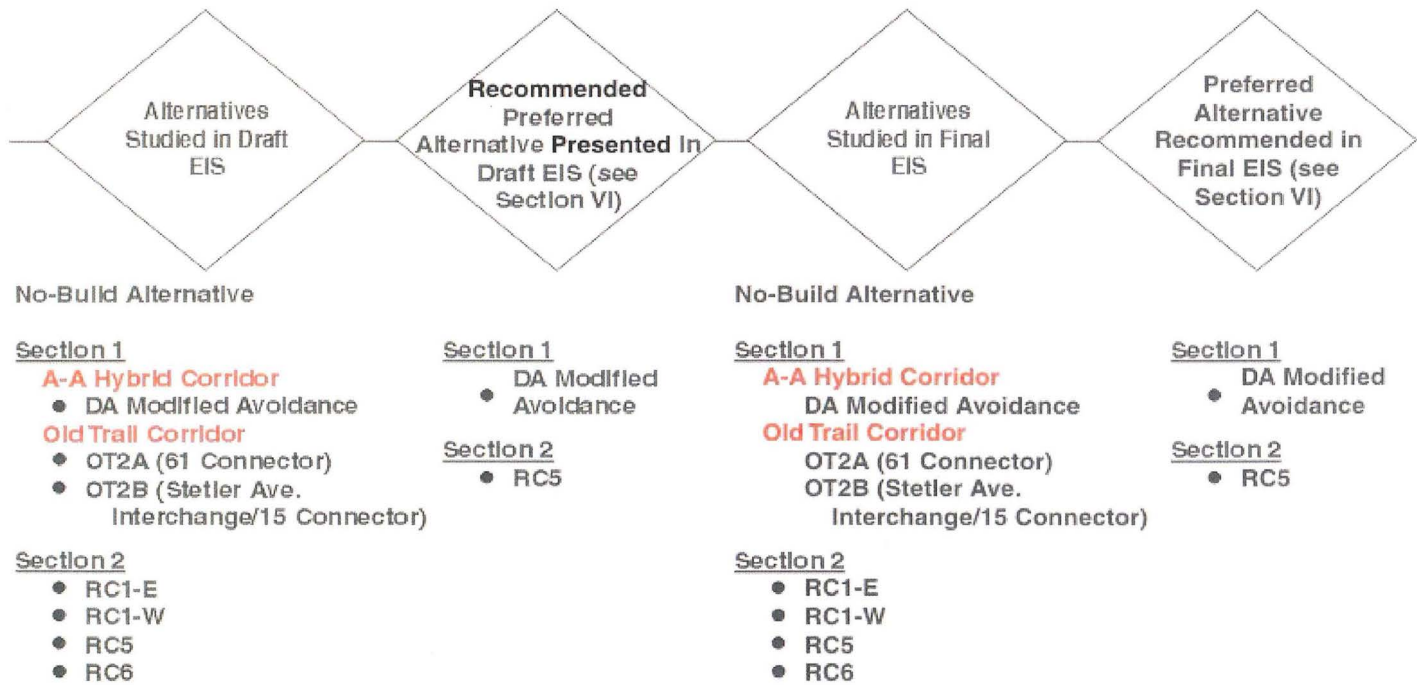 Alternatives
Studied in Draft
EIS
Recommended
Preferred
Alternative Presented In
Draft EIS (see
Section VI)
Alternatives
Studied in Final
EIS
Preferred
Alternative
Recommended in
Final EIS (see
Section VI)
No-Build Alternative
Section 1
A-A Hybrid Corridor
● DA Modified Avoidance
Old Trail Corridor
● OT2A (61 Connector)
● OT2B (Stetler Ave.
Interchange/15 Connector)
Section 2
● RC1-E
● RC1-W
● RC5
● RC6
Section 1
● DA Modified
Avoidance
Section 2
● RC5
No-Build Alternative
Section 1
A-A Hybrid Corridor
DA Modified Avoidance
Old Trail Corridor
OT2A (61 Connector)
OT2B (Stetler Ave.
Interchange/15 Connector)
Section 2
● RC1-E
● RC1-W
● RC5
● RC6
Section 1
● DA Modified
Avoidance
Section 2
● RC5